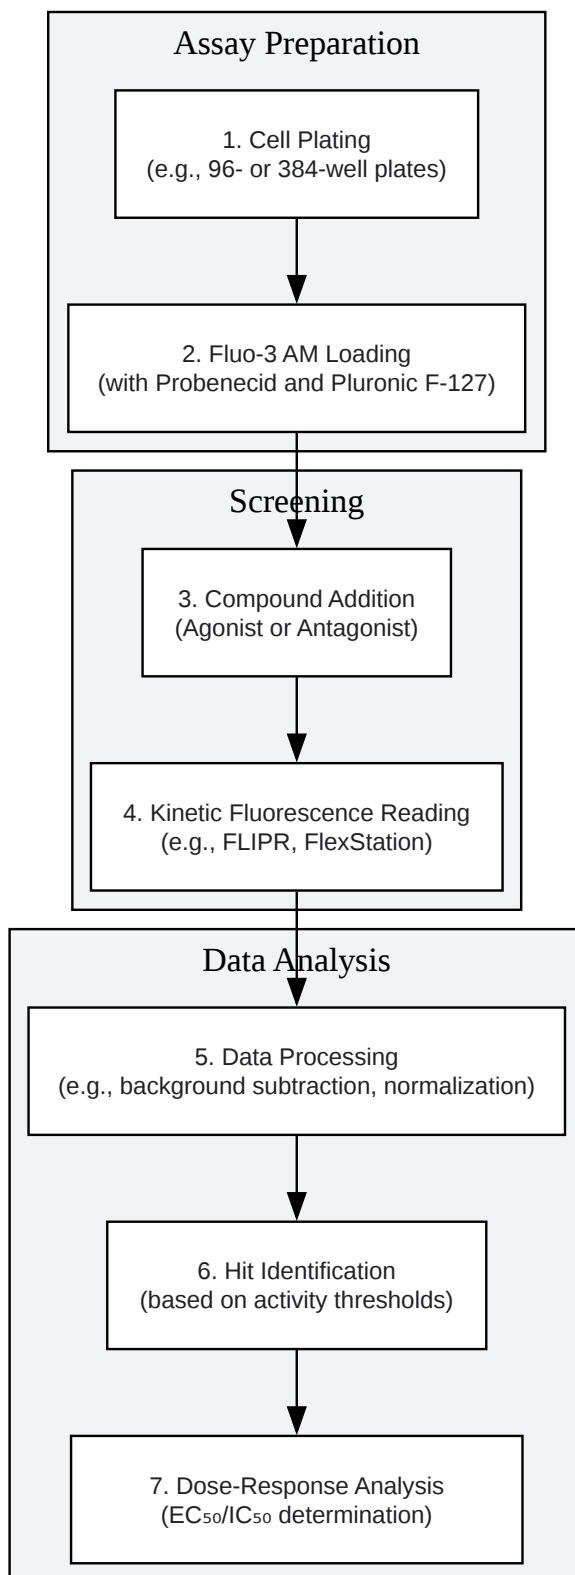 Assay Preparation
1. Cell Plating
(e.g., 96- or 384-well plates)
2. Fluo-3 AM Loading
(with Probenecid and Pluronic F-127)
Screening
3. Compound Addition
(Agonist or Antagonist)
4. Kinetic Fluorescence Reading
(e.g., FLIPR, FlexStation)
Data Analysis
5. Data Processing
(e.g., background subtraction, normalization)
6. Hit Identification
(based on activity thresholds)
7. Dose-Response Analysis
(EC₅₀/IC₅₀ determination)